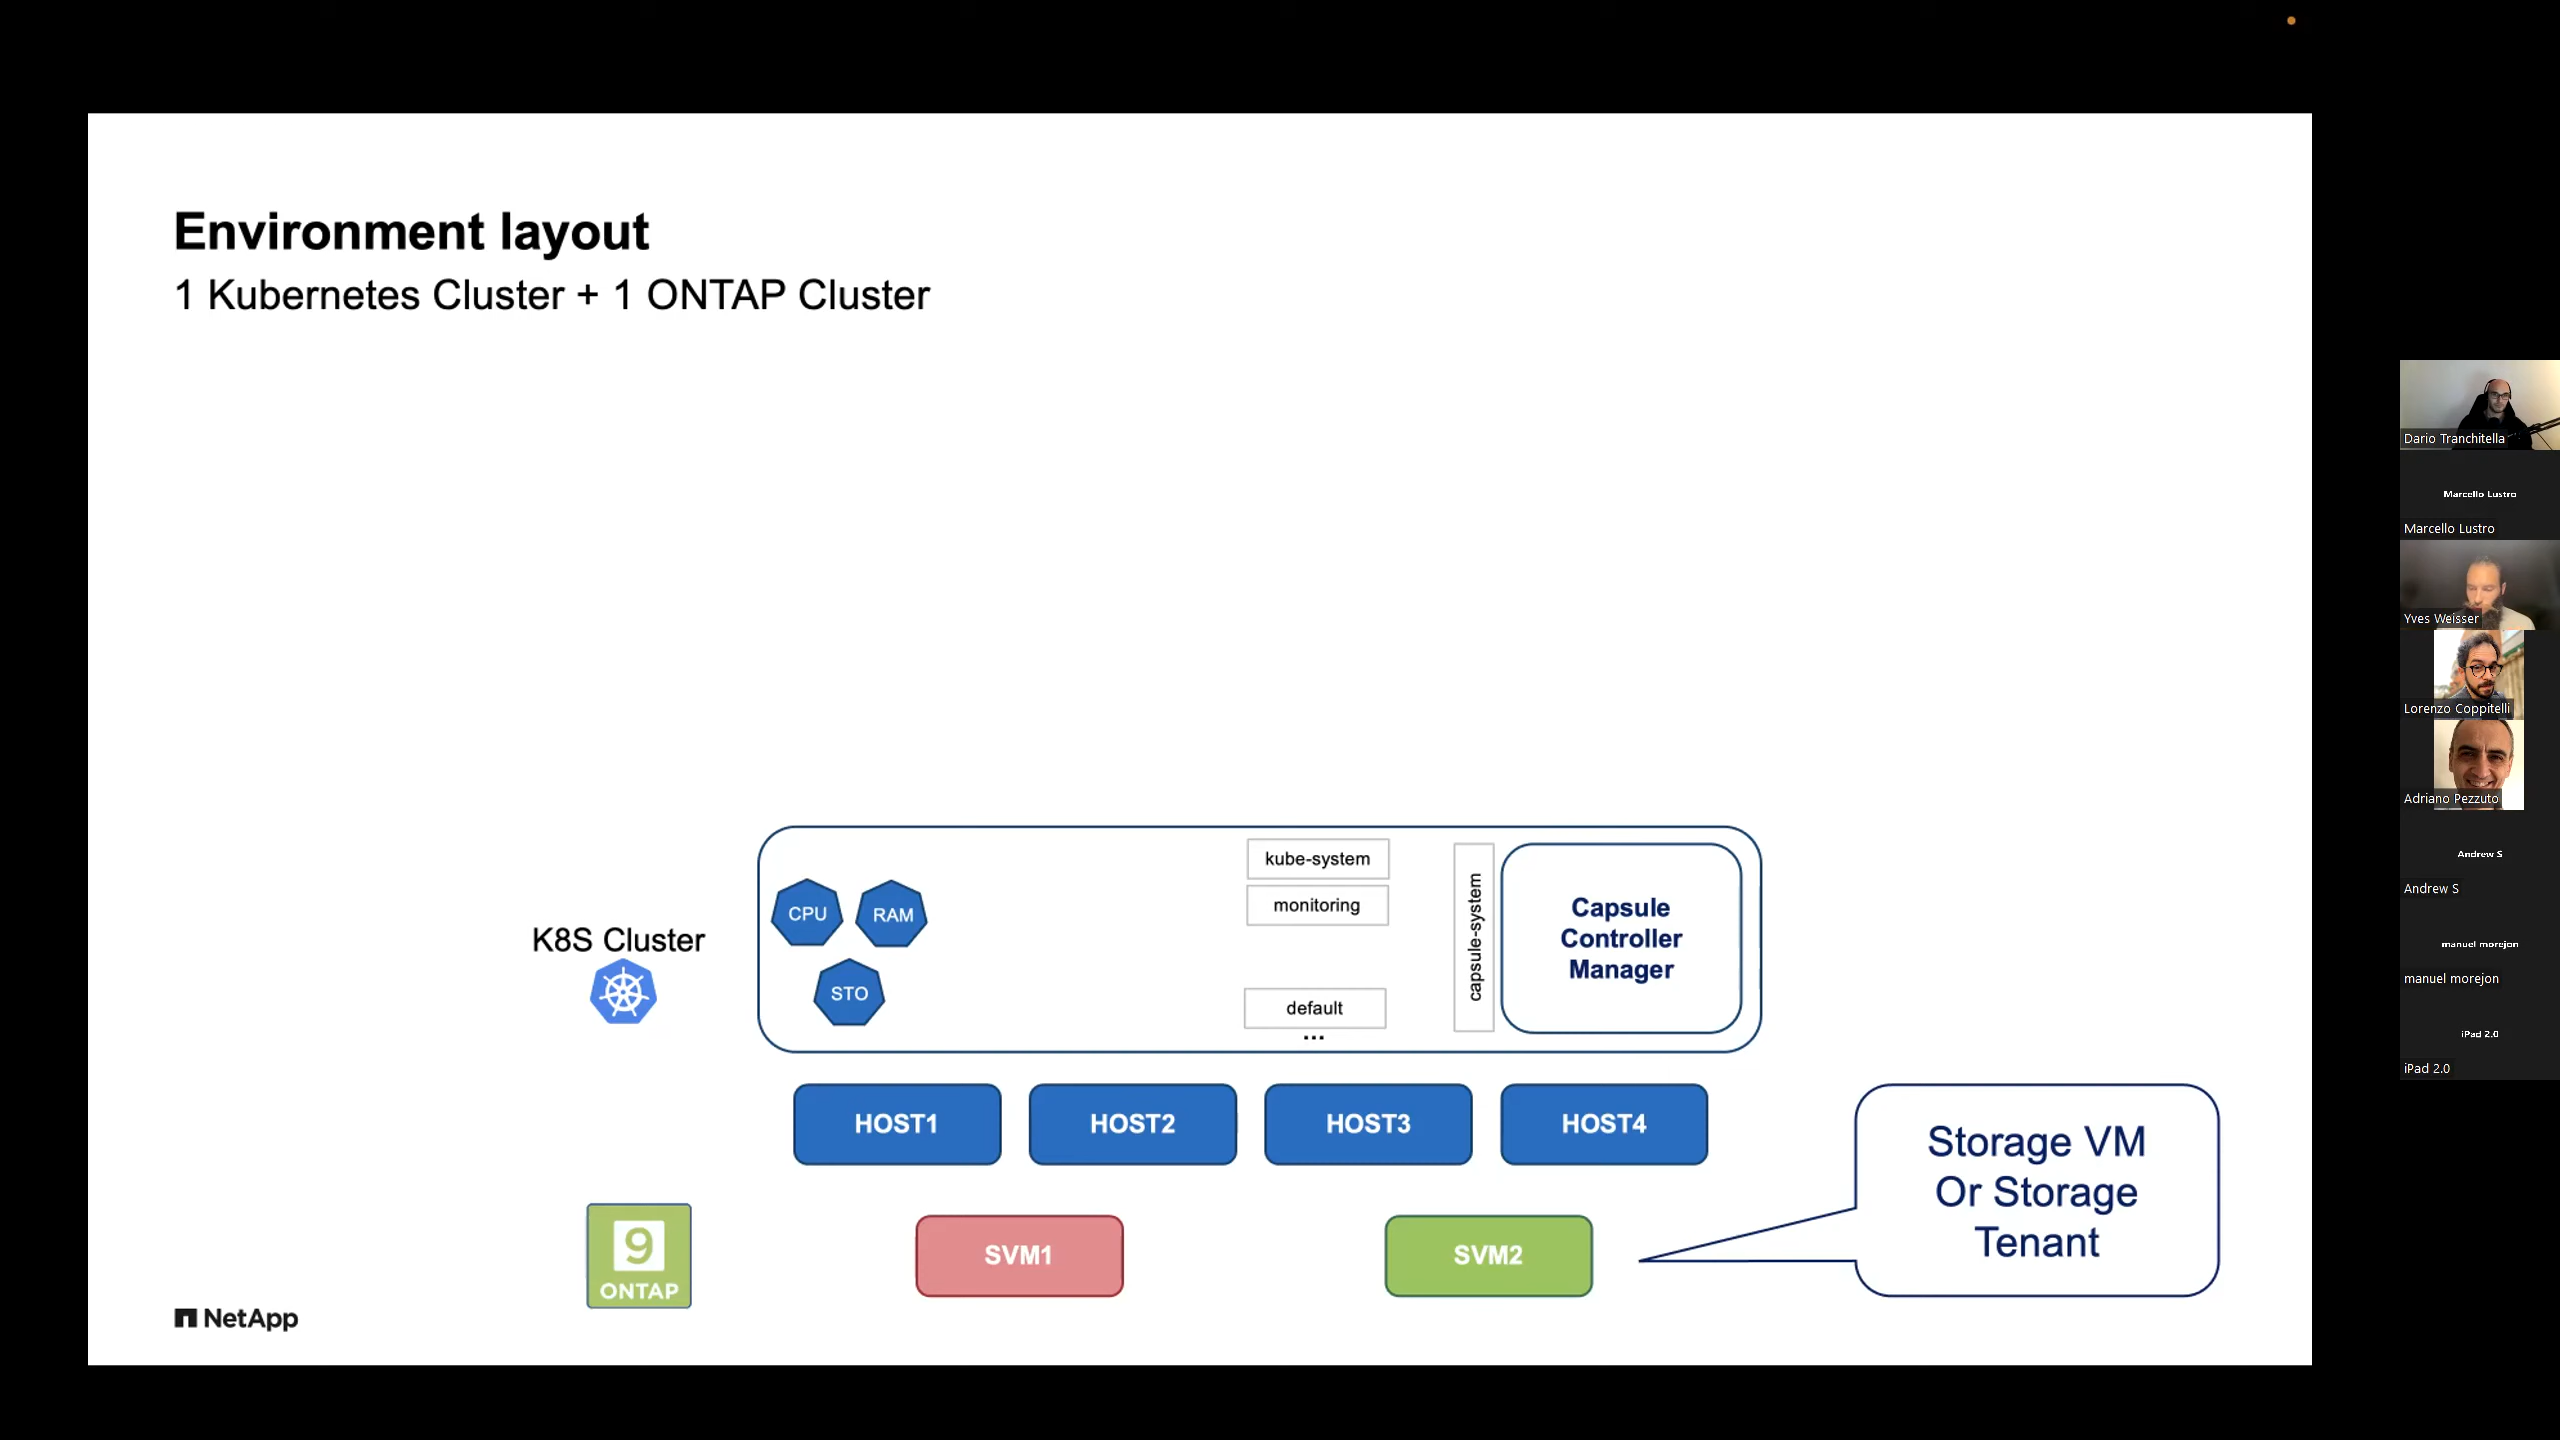 Environment layout
1 Kubernetes Cluster + 1 ONTAP Cluster
K8S Cluster
CPU
RAM
STO
kube-system
monitoring
default
...
capsule-system
Capsule
Controller
Manager
HOST1
HOST2
HOST3
HOST4
9
ONTAP
SVM1
SVM2
Storage VM
Or Storage
Tenant
NetApp
Dario Tranchitella
Marcello Lustro
Marcello Lustro
Yves Weisser
Lorenzo Coppitelli
Adriano Pezzuto
Andrew S
Andrew S
manuel morejon
manuel morejon
iPad 2.0
iPad 2.0